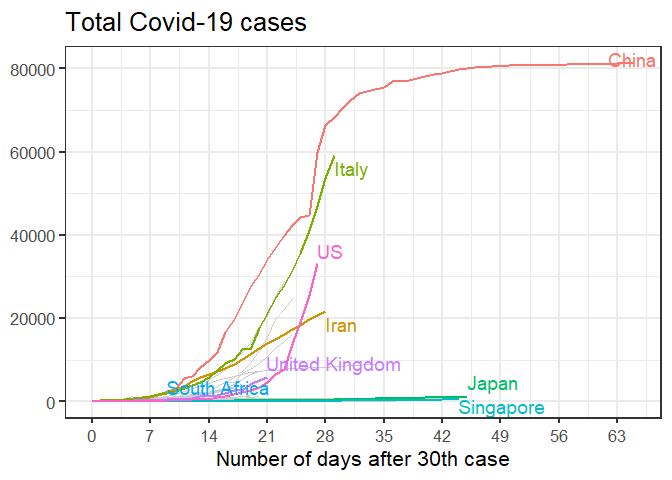 Total Covid-19 cases
80000
China
60000
Italy
40000
US
20000
Iran
United Kingdom
South Africa
Japan
0
Singapore
0 7 14 21 28 35 42 49 56 63
Number of days after 30th case